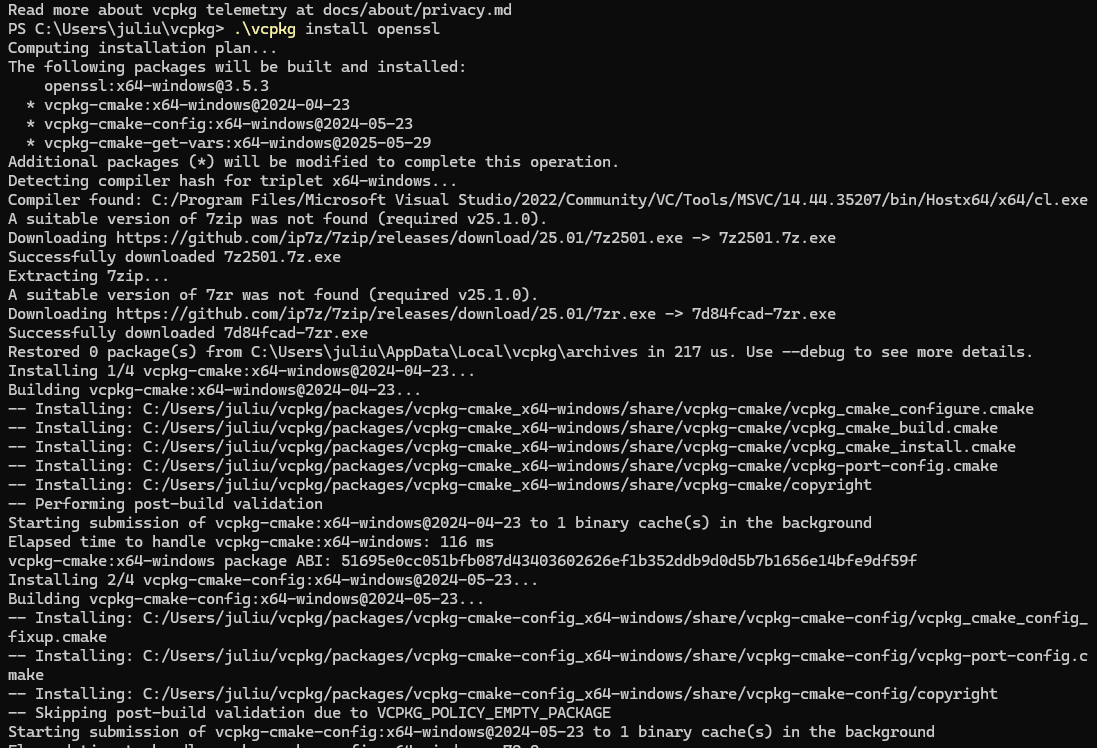 Read more about vcpkg telemetry at docs/about/privacy.md
PS C:\Users\juliu\vcpkg> .\vcpkg install openssl
Computing installation plan...
The following packages will be built and installed:
    openssl:x64-windows@3.5.3
  * vcpkg-cmake:x64-windows@2024-04-23
  * vcpkg-cmake-config:x64-windows@2024-05-23
  * vcpkg-cmake-get-vars:x64-windows@2025-05-29
Additional packages (*) will be modified to complete this operation.
Detecting compiler hash for triplet x64-windows...
Compiler found: C:/Program Files/Microsoft Visual Studio/2022/Community/VC/Tools/MSVC/14.44.35207/bin/Hostx64/x64/cl.exe
A suitable version of 7zip was not found (required v25.1.0).
Downloading https://github.com/ip7z/7zip/releases/download/25.01/7z2501.exe -> 7z2501.7z.exe
Successfully downloaded 7z2501.7z.exe
Extracting 7zip...
A suitable version of 7zr was not found (required v25.1.0).
Downloading https://github.com/ip7z/7zip/releases/download/25.01/7zr.exe -> 7d84fcad-7zr.exe
Successfully downloaded 7d84fcad-7zr.exe
Restored 0 package(s) from C:\Users\juliu\AppData\Local\vcpkg\archives in 217 us. Use --debug to see more details.
Installing 1/4 vcpkg-cmake:x64-windows@2024-04-23...
Building vcpkg-cmake:x64-windows@2024-04-23...
-- Installing: C:/Users/juliu/vcpkg/packages/vcpkg-cmake_x64-windows/share/vcpkg-cmake/vcpkg_cmake_configure.cmake
-- Installing: C:/Users/juliu/vcpkg/packages/vcpkg-cmake_x64-windows/share/vcpkg-cmake/vcpkg_cmake_build.cmake
-- Installing: C:/Users/juliu/vcpkg/packages/vcpkg-cmake_x64-windows/share/vcpkg-cmake/vcpkg_cmake_install.cmake
-- Installing: C:/Users/juliu/vcpkg/packages/vcpkg-cmake_x64-windows/share/vcpkg-cmake/vcpkg-port-config.cmake
-- Installing: C:/Users/juliu/vcpkg/packages/vcpkg-cmake_x64-windows/share/vcpkg-cmake/copyright
-- Performing post-build validation
Starting submission of vcpkg-cmake:x64-windows@2024-04-23 to 1 binary cache(s) in the background
Elapsed time to handle vcpkg-cmake:x64-windows: 116 ms
vcpkg-cmake:x64-windows package ABI: 51695e0cc051bfb087d43403602626ef1b352ddb9d0d5b7b1656e14bfe9df59f
Installing 2/4 vcpkg-cmake-config:x64-windows@2024-05-23...
Building vcpkg-cmake-config:x64-windows@2024-05-23...
-- Installing: C:/Users/juliu/vcpkg/packages/vcpkg-cmake-config_x64-windows/share/vcpkg-cmake-config/vcpkg_cmake_config_
fixup.cmake
-- Installing: C:/Users/juliu/vcpkg/packages/vcpkg-cmake-config_x64-windows/share/vcpkg-cmake-config/vcpkg-port-config.c
make
-- Installing: C:/Users/juliu/vcpkg/packages/vcpkg-cmake-config_x64-windows/share/vcpkg-cmake-config/copyright
-- Skipping post-build validation due to VCPKG_POLICY_EMPTY_PACKAGE
Starting submission of vcpkg-cmake-config:x64-windows@2024-05-23 to 1 binary cache(s) in the background